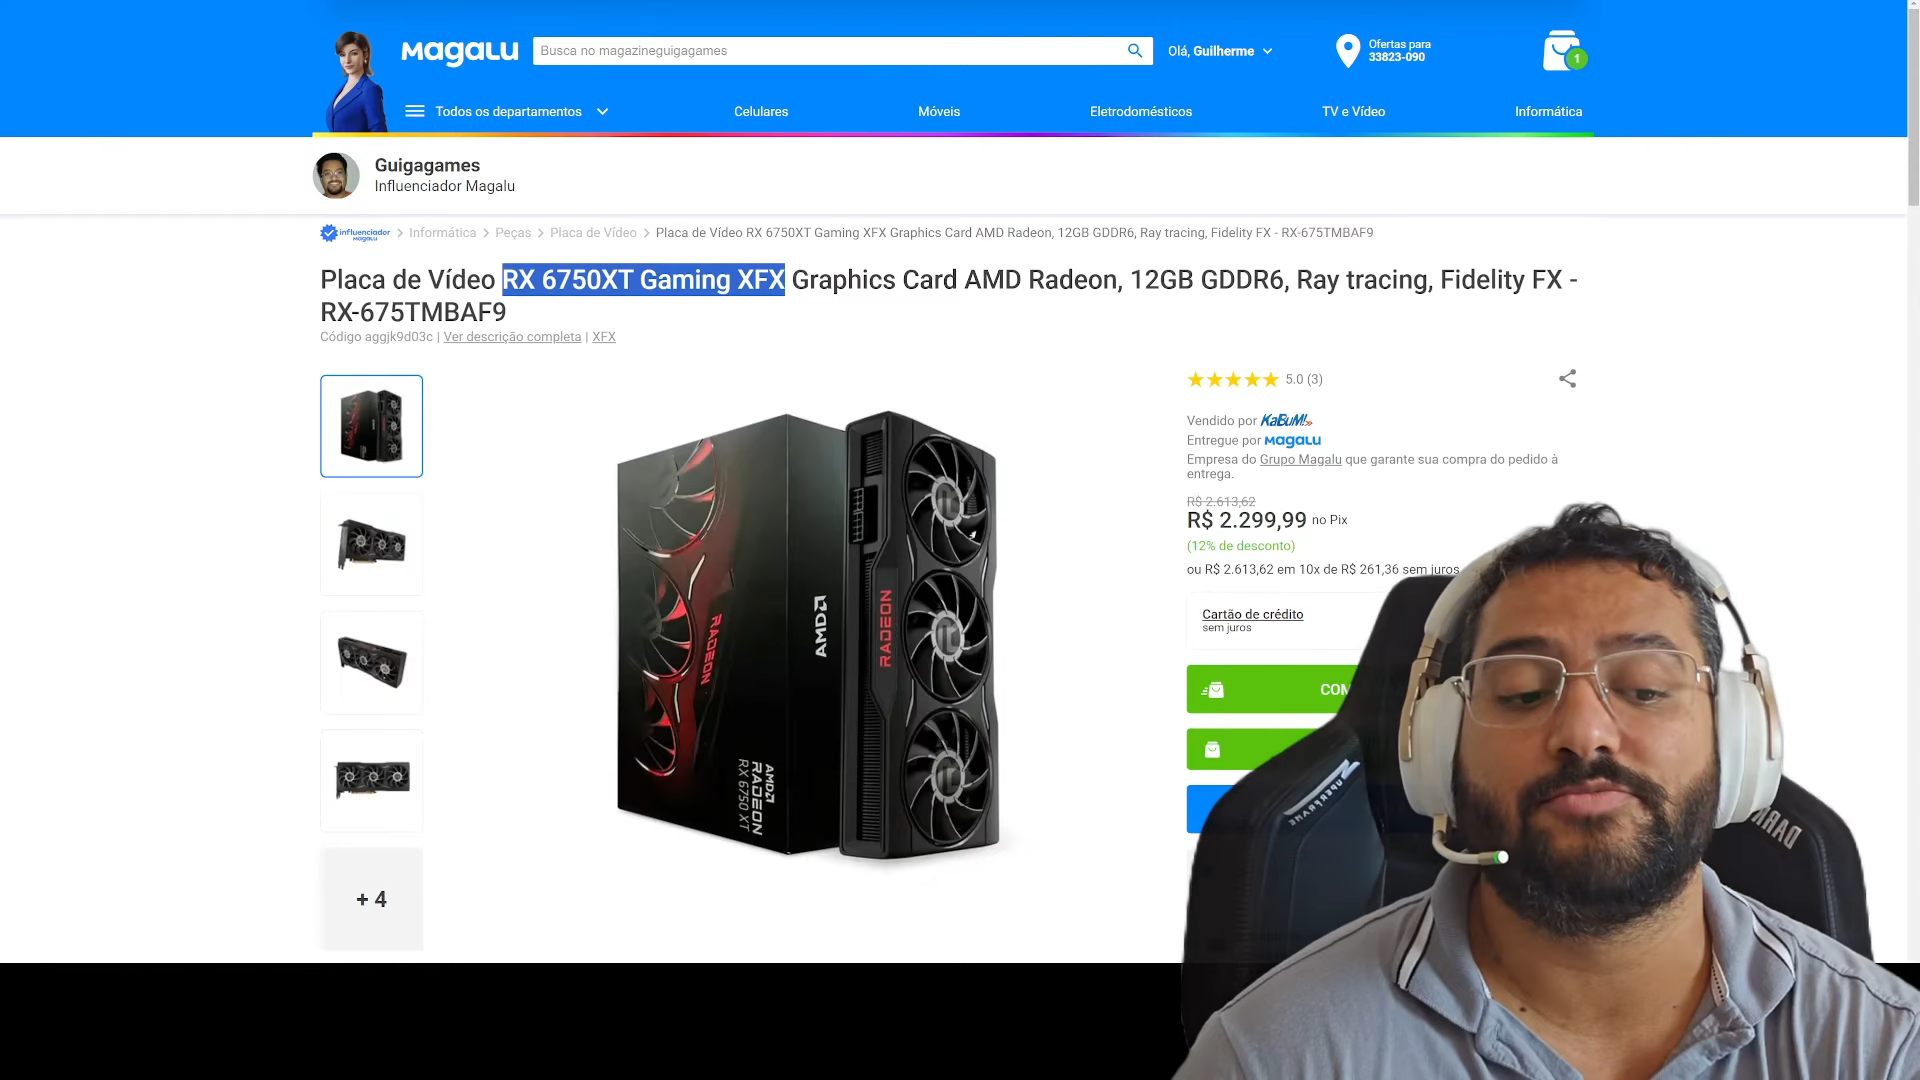 Magalu
Busca no magazineguigagames
Olá, Guilherme
Ofertas para
33823-090
1
Todos os departamentos
Celulares
Móveis
Eletrodomésticos
TV e Vídeo
Informática
Guigagames
Influenciador Magalu
influenciador
magalu
Informática
Peças
Placa de Vídeo
Placa de Vídeo RX 6750XT Gaming XFX Graphics Card AMD Radeon, 12GB GDDR6, Ray tracing, Fidelity FX - RX-675TMBAF9
Placa de Vídeo RX 6750XT Gaming XFX Graphics Card AMD Radeon, 12GB GDDR6, Ray tracing, Fidelity FX -
RX-675TMBAF9
Código aggjk9d03c | Ver descrição completa | XFX
5.0 (3)
Vendido por KaBuM!
Entregue por Magalu
Empresa do Grupo Magalu que garante sua compra do pedido à
entrega.
R$ 2.613,62
R$ 2.299,99 no Pix
(12% de desconto)
ou R$ 2.613,62 em 10x de R$ 261,36 sem juros
Cartão de crédito
sem juros
+ 4
RADEON
AMD
AMD
RADEON
RX 6750 XT
RADEON
SUPERFRAME
DARK